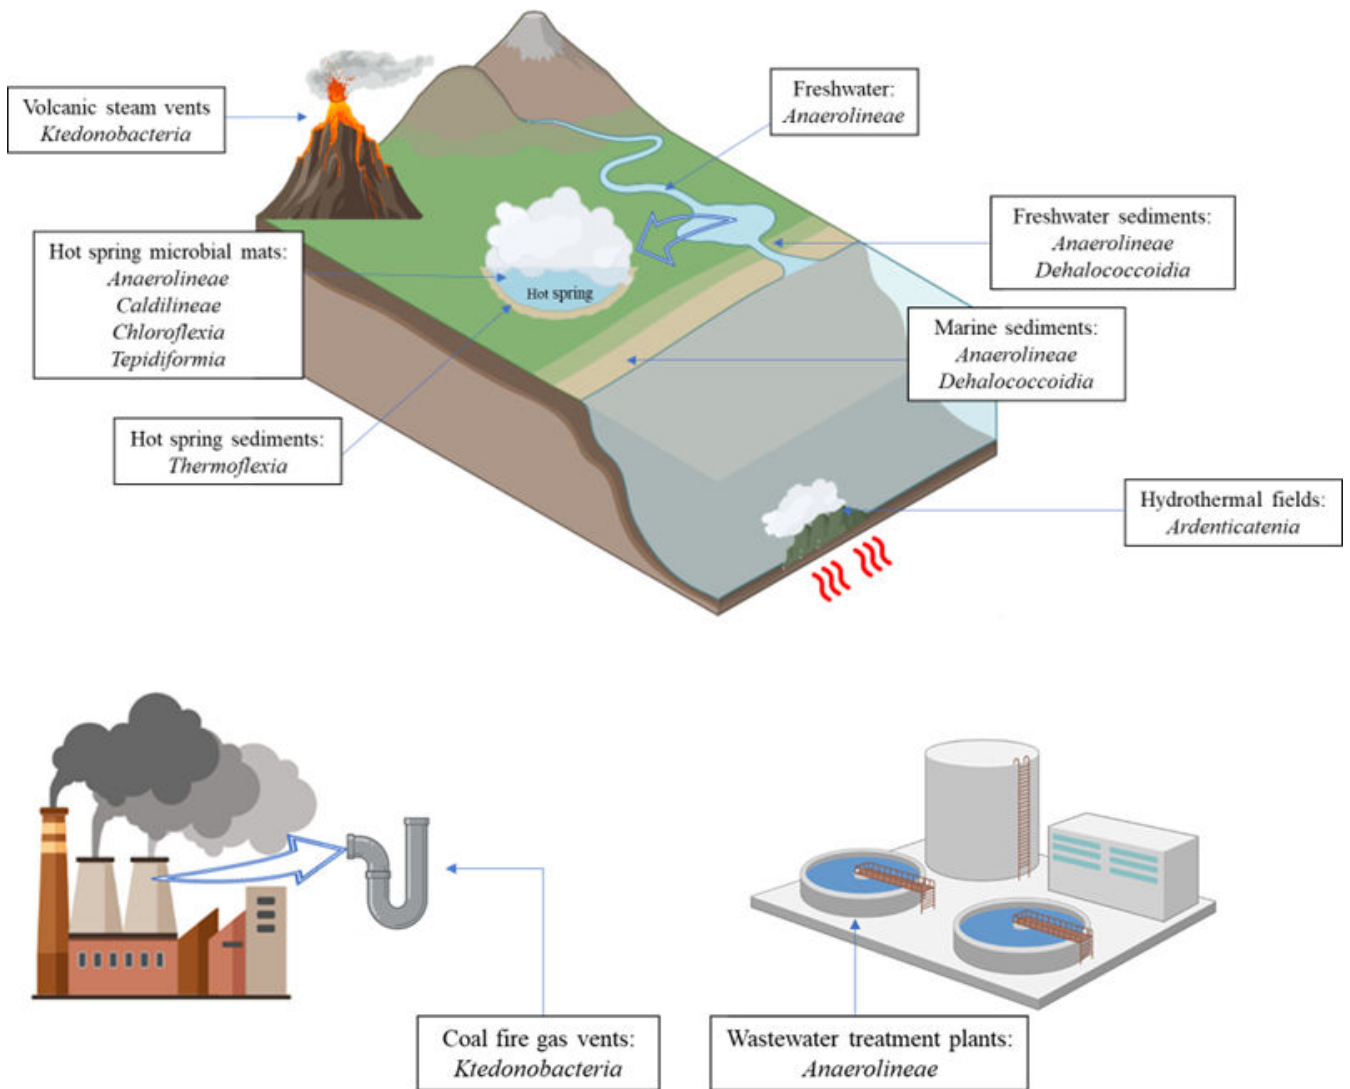 Volcanic steam vents
Ktedonobacteria
Freshwater:
Anaerolineae
Freshwater sediments:
Anaerolineae
Dehalococcoidia
Hot spring microbial mats:
Anaerolineae
Caldilineae
Chloroflexia
Tepidiformia
Hot spring
Marine sediments:
Anaerolineae
Dehalococcoidia
Hot spring sediments:
Thermoflexia
Hydrothermal fields:
Ardenticatenia
Coal fire gas vents:
Ktedonobacteria
Wastewater treatment plants:
Anaerolineae